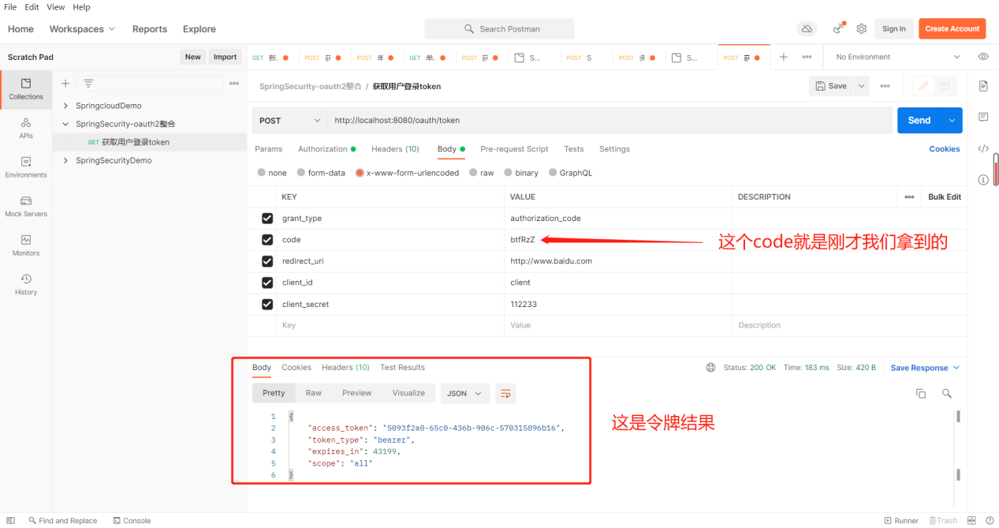 File Edit View Help
Home Workspaces Reports Explore Search Postman Sign In Create Account
Scratch Pad New Import GET 新. POST 获 POST 单 GET 单. POST 获 S... POST S POST 多 S... POST 获 No Environment
SpringSecurity-oauth2整合 / 获取用户登录token Save
Collections
APIs
Environments
Mock Servers
Monitors
History
SpringcloudDemo
SpringSecurity-oauth2整合
GET 获取用户登录token
SpringSecurityDemo
POST http://localhost:8080/oauth/token Send
Params Authorization Headers (10) Body Pre-request Script Tests Settings Cookies
none form-data x-www-form-urlencoded raw binary GraphQL
KEY VALUE DESCRIPTION Bulk Edit
grant_type authorization_code
code btfRzZ 这个code就是刚才我们拿到的
redirect_uri http://www.baidu.com
client_id client
client_secret 112233
Key Value Description
Body Cookies Headers (10) Test Results Status: 200 OK Time: 183 ms Size: 420 B Save Response
Pretty Raw Preview Visualize JSON
1 {
2 "access_token": "5093f2a0-65c0-436b-906c-570315896b16",
3 "token_type": "bearer",
4 "expires_in": 43199,
5 "scope": "all"
6 }
这是令牌结果
Find and Replace Console Runner Trash